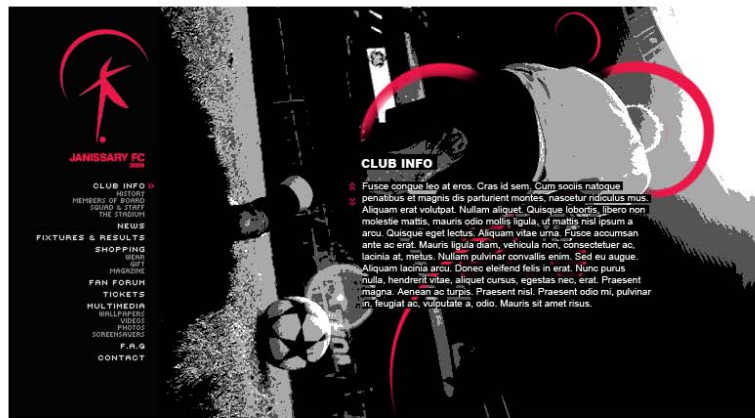 JANISSARY FC
CLUB INFO
HISTORY
MEMBERS OF BOARD
SQUAD & STAFF
THE STADIUM
NEWS
FIXTURES & RESULTS
SHOPPING
WEAR
GIFT
MAGAZINE
FAN FORUM
TICKETS
MULTIMEDIA
WALLPAPERS
VIDEOS
PHOTOS
SCREENSAVERS
F.A.Q
CONTACT
CLUB INFO
Fusce congue leo at eros. Cras id sem. Cum sociis natoque
penatibus et magnis dis parturient montes, nascetur ridiculus mus.
Aliquam erat volutpat. Nullam aliquet. Quisque lobortis, libero non
molestie mattis, mauris odio mollis ligula, ut mattis nisl ipsum a
arcu. Quisque eget lectus. Aliquam vitae urna. Fusce accumsan
ante ac erat. Mauris ligula diam, vehicula non, consectetuer ac,
lacinia at, metus. Nullam pulvinar convallis enim. Sed eu augue.
Aliquam lacinia arcu. Donec eleifend felis in erat. Nunc purus
nulla, hendrerit vitae, aliquet cursus, egestas nec, erat. Praesent
magna. Aenean ac turpis. Praesent nisl. Praesent odio mi, pulvinar
in, feugiat ac, vulputate a, odio. Mauris sit amet risus.